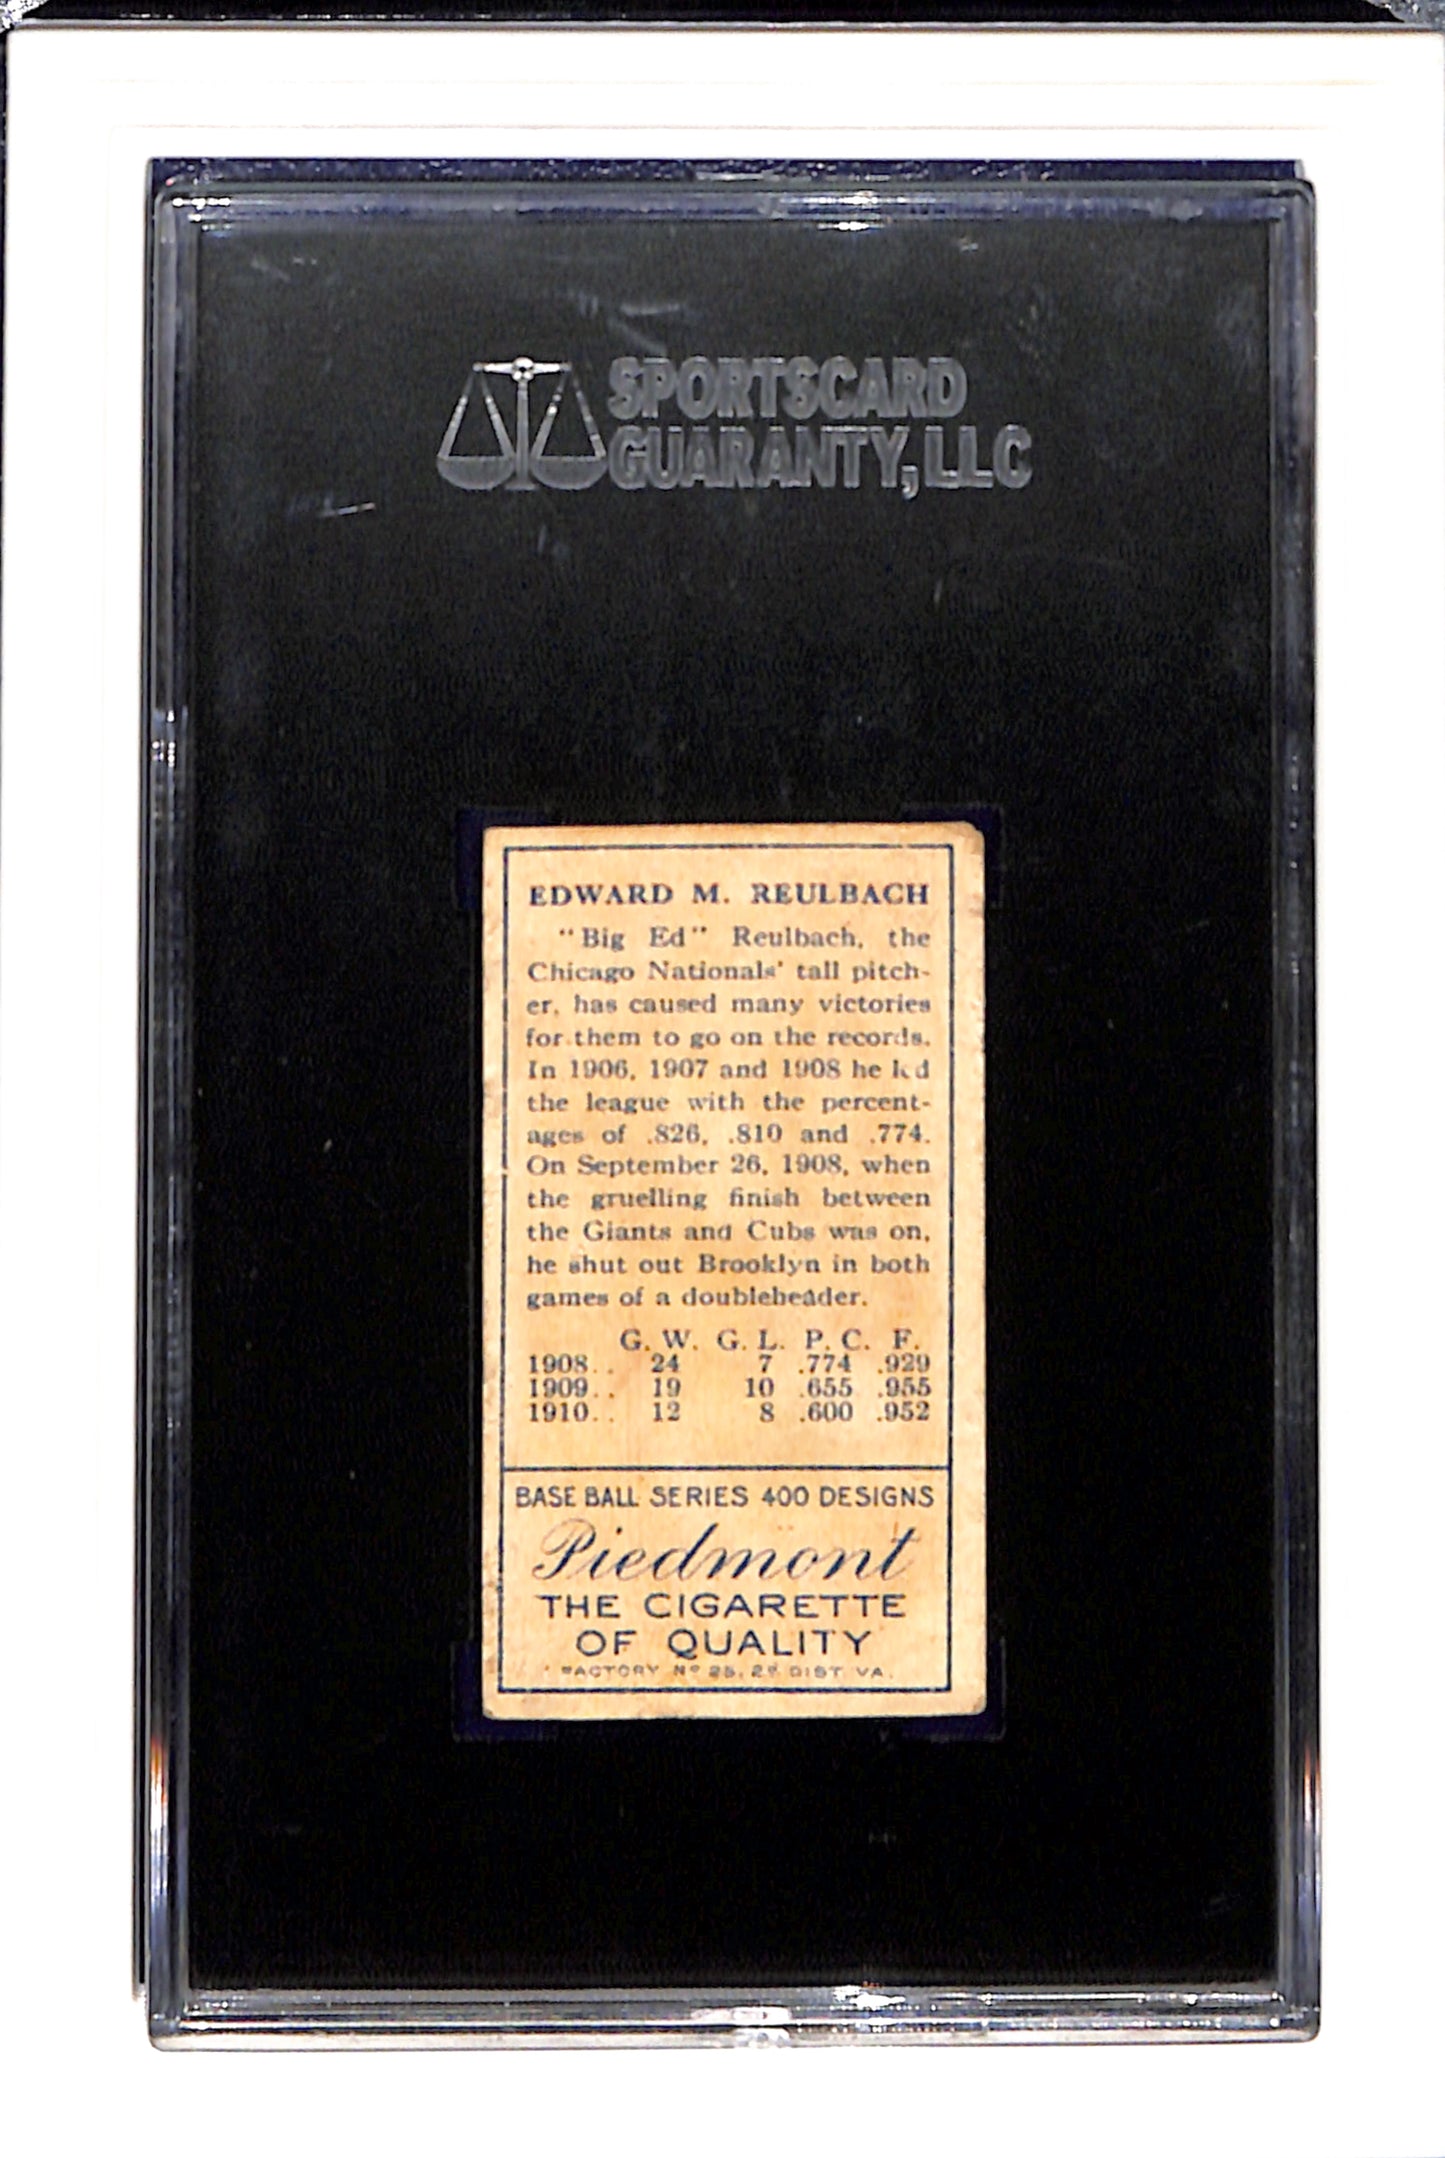 SPORTSCARD
GUARANTY, LLC
EDWARD M. REULBACH
"Big Ed" Reulbach, the
Chicago Nationals' tall pitch-
er, has caused many victories
for them to go on the records.
In 1906, 1907 and 1908 he led
the league with the percent-
ages of .826, .810 and .774.
On September 26, 1908, when
the gruelling finish between
the Giants and Cubs was on,
he shut out Brooklyn in both
games of a doubleheader.
G. W. G. L. P. C. F.
1908.. 24 7 .774 .929
1909.. 19 10 .655 .955
1910.. 12 8 .600 .952
BASE BALL SERIES 400 DESIGNS
Piedmont
THE CIGARETTE
OF QUALITY
FACTORY Nº 25, 2ᴰ DIST. VA.